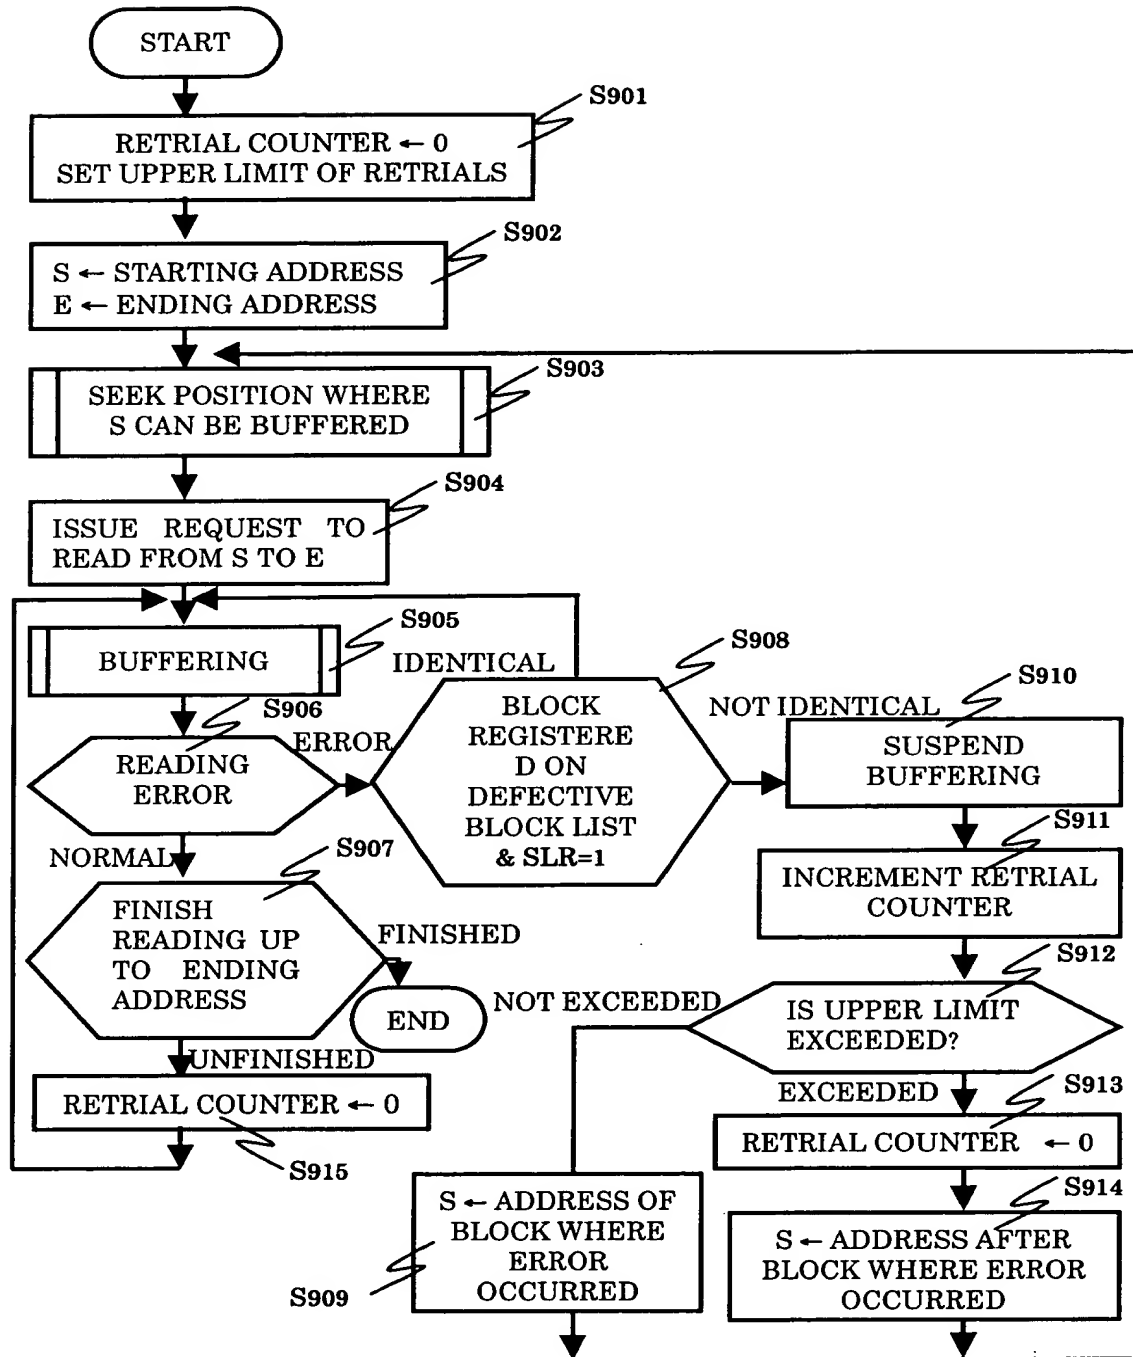 START
S901
RETRIAL COUNTER ← 0
SET UPPER LIMIT OF RETRIALS
S902
S ← STARTING ADDRESS
E ← ENDING ADDRESS
S903
SEEK POSITION WHERE
S CAN BE BUFFERED
S904
ISSUE REQUEST TO
READ FROM S TO E
S905
BUFFERING
IDENTICAL
S908
BLOCK
REGISTERE
D ON
DEFECTIVE
BLOCK LIST
& SLR=1
NOT IDENTICAL
S910
SUSPEND
BUFFERING
S906
ERROR
READING
ERROR
NORMAL
S907
FINISH
READING UP
TO ENDING
ADDRESS
FINISHED
END
S911
INCREMENT RETRIAL
COUNTER
S912
NOT EXCEEDED
IS UPPER LIMIT
EXCEEDED?
UNFINISHED
RETRIAL COUNTER ← 0
S915
EXCEEDED
S913
RETRIAL COUNTER ← 0
S914
S ← ADDRESS OF
BLOCK WHERE
ERROR
OCCURRED
S909
S ← ADDRESS AFTER
BLOCK WHERE ERROR
OCCURRED